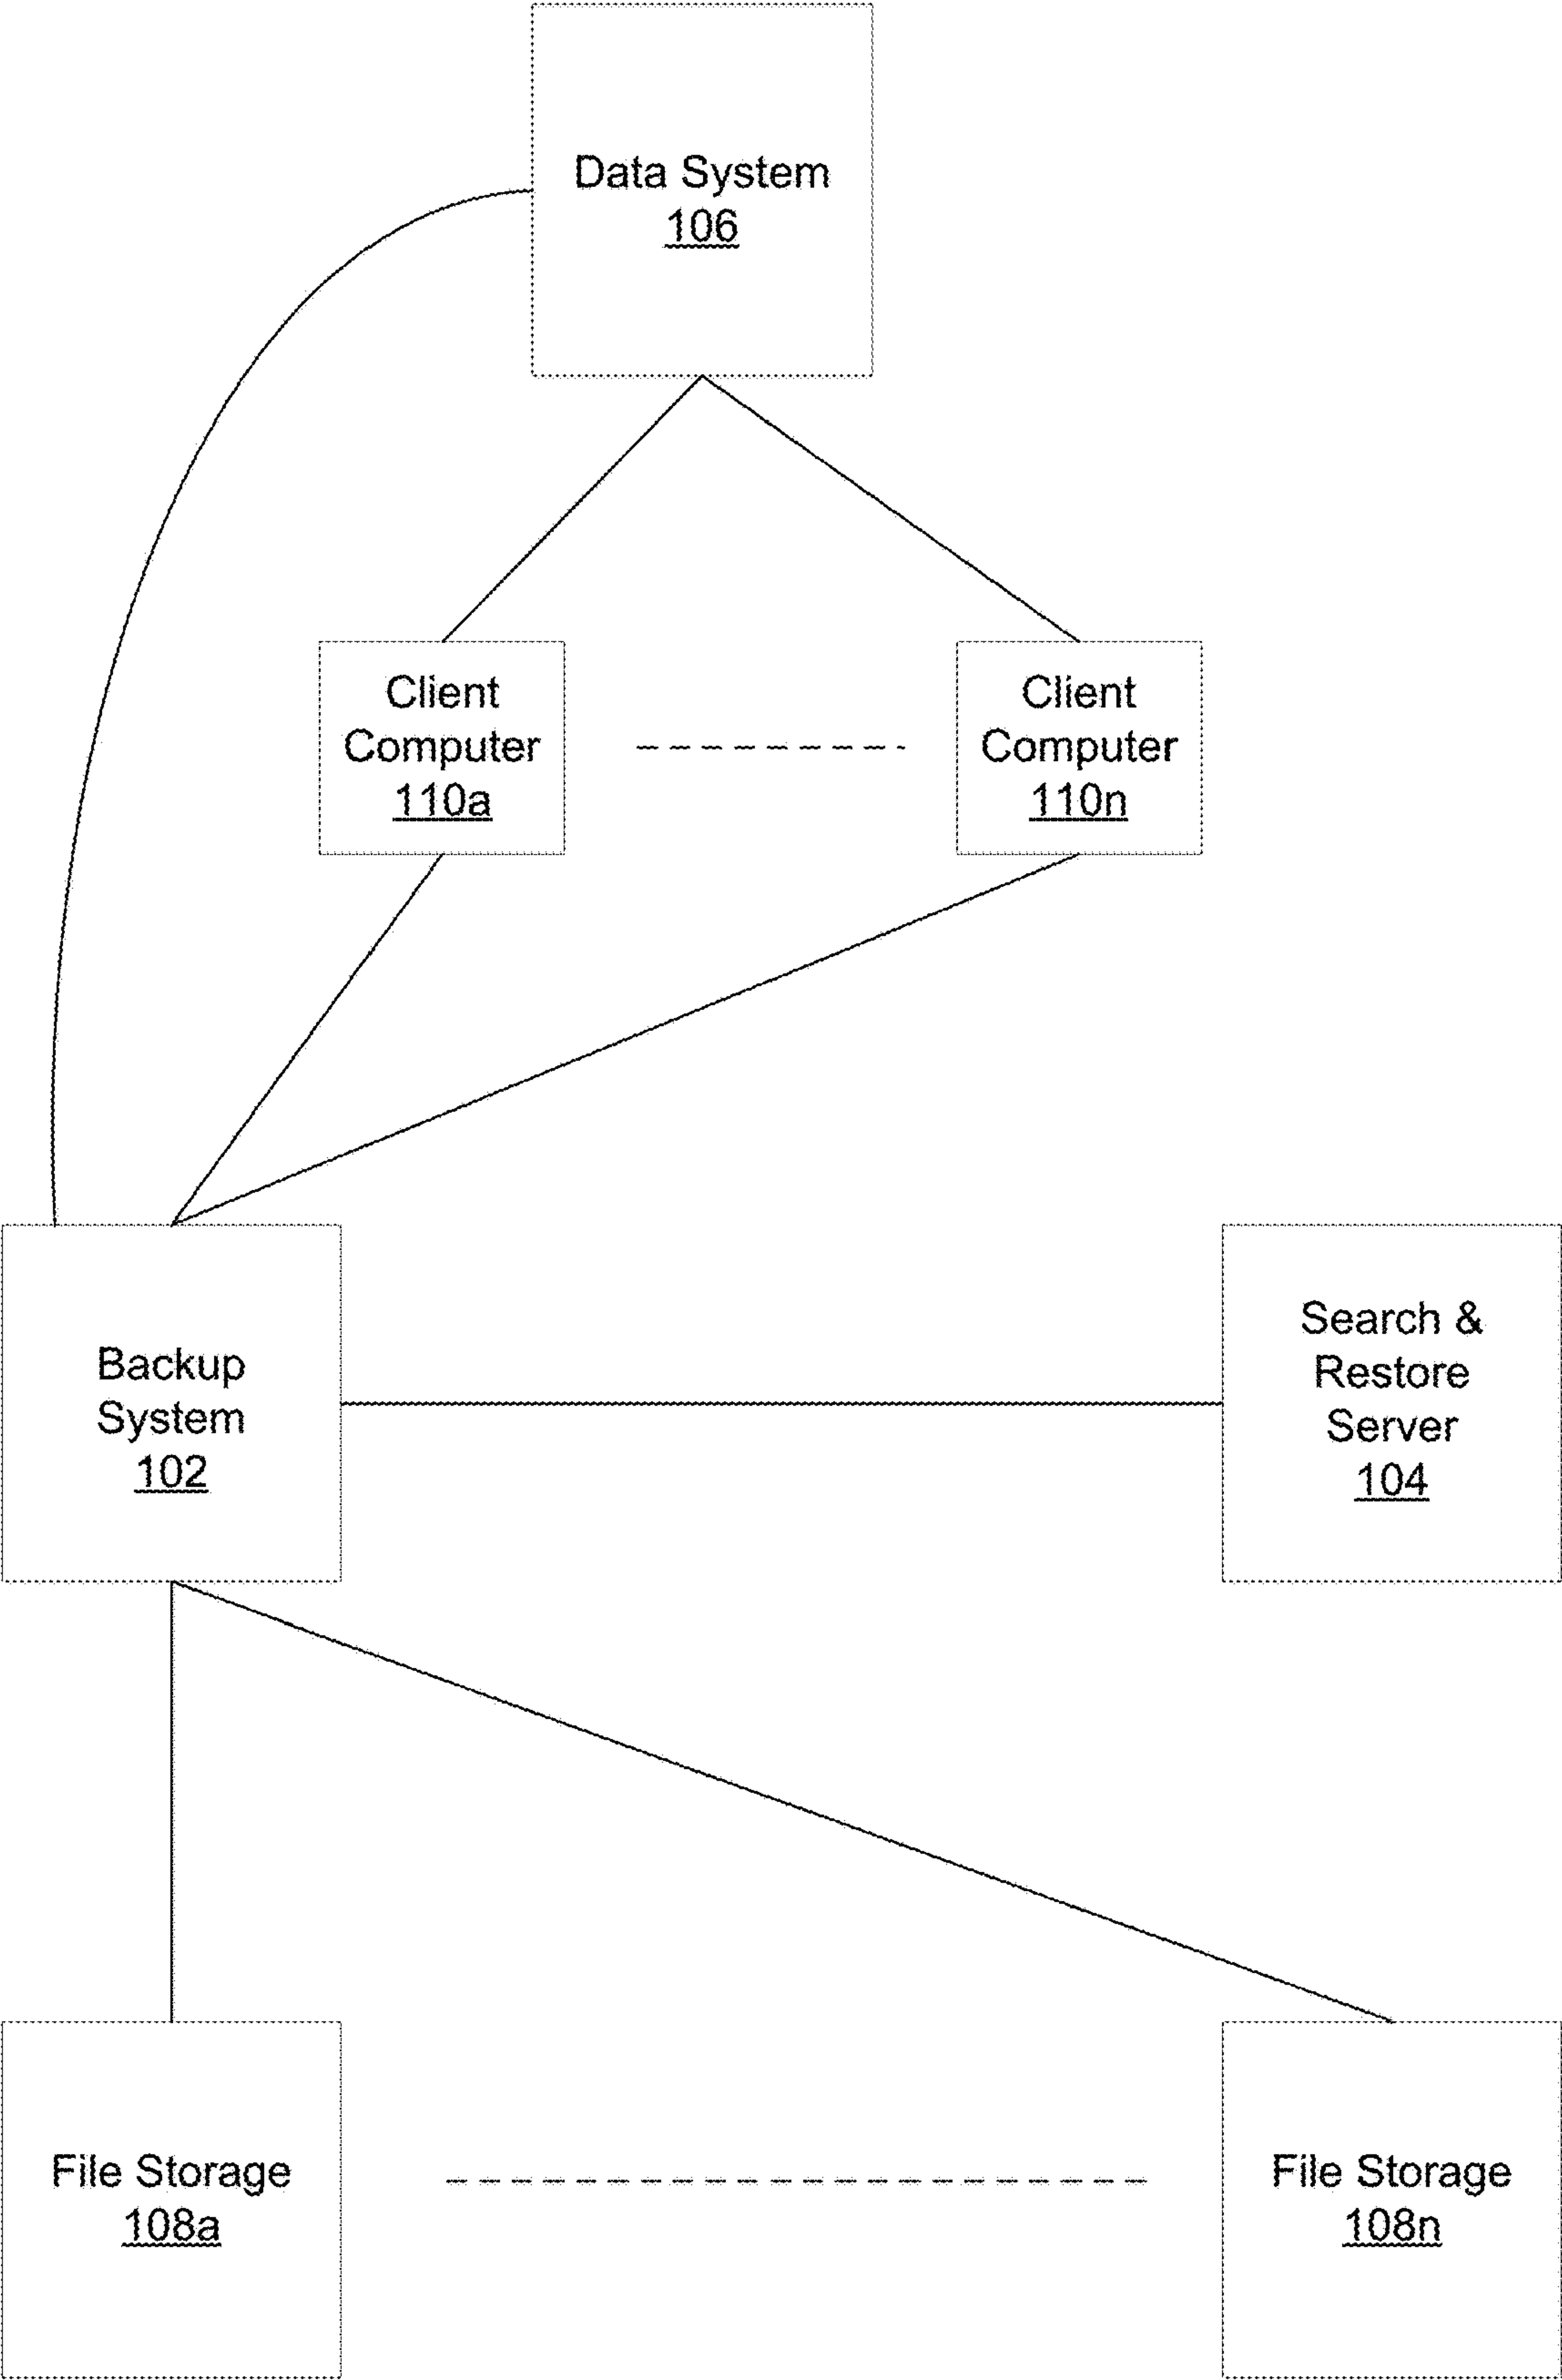 Data System
106
Client
Computer
110a
Client
Computer
110n
Backup
System
102
Search &
Restore
Server
104
File Storage
108a
File Storage
108n